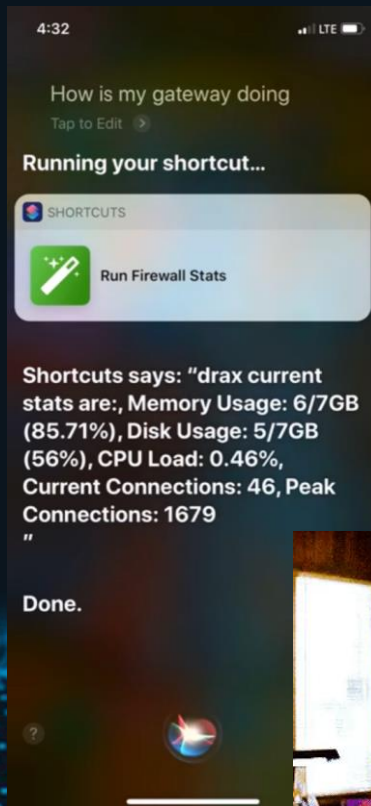 4:32
LTE
How is my gateway doing
Tap to Edit >
Running your shortcut...
SHORTCUTS
Run Firewall Stats
Shortcuts says: “drax current
stats are:, Memory Usage: 6/7GB
(85.71%), Disk Usage: 5/7GB
(56%), CPU Load: 0.46%,
Current Connections: 46, Peak
Connections: 1679
”
Done.
?